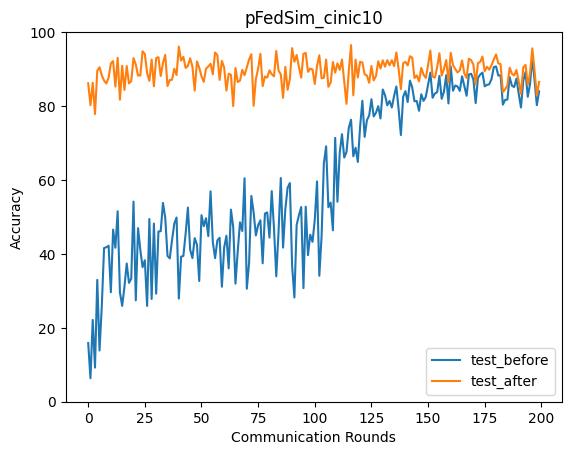 pFedSim_cinic10
100
80
60
40
20
0
Accuracy
0 25 50 75 100 125 150 175 200
Communication Rounds
test_before
test_after